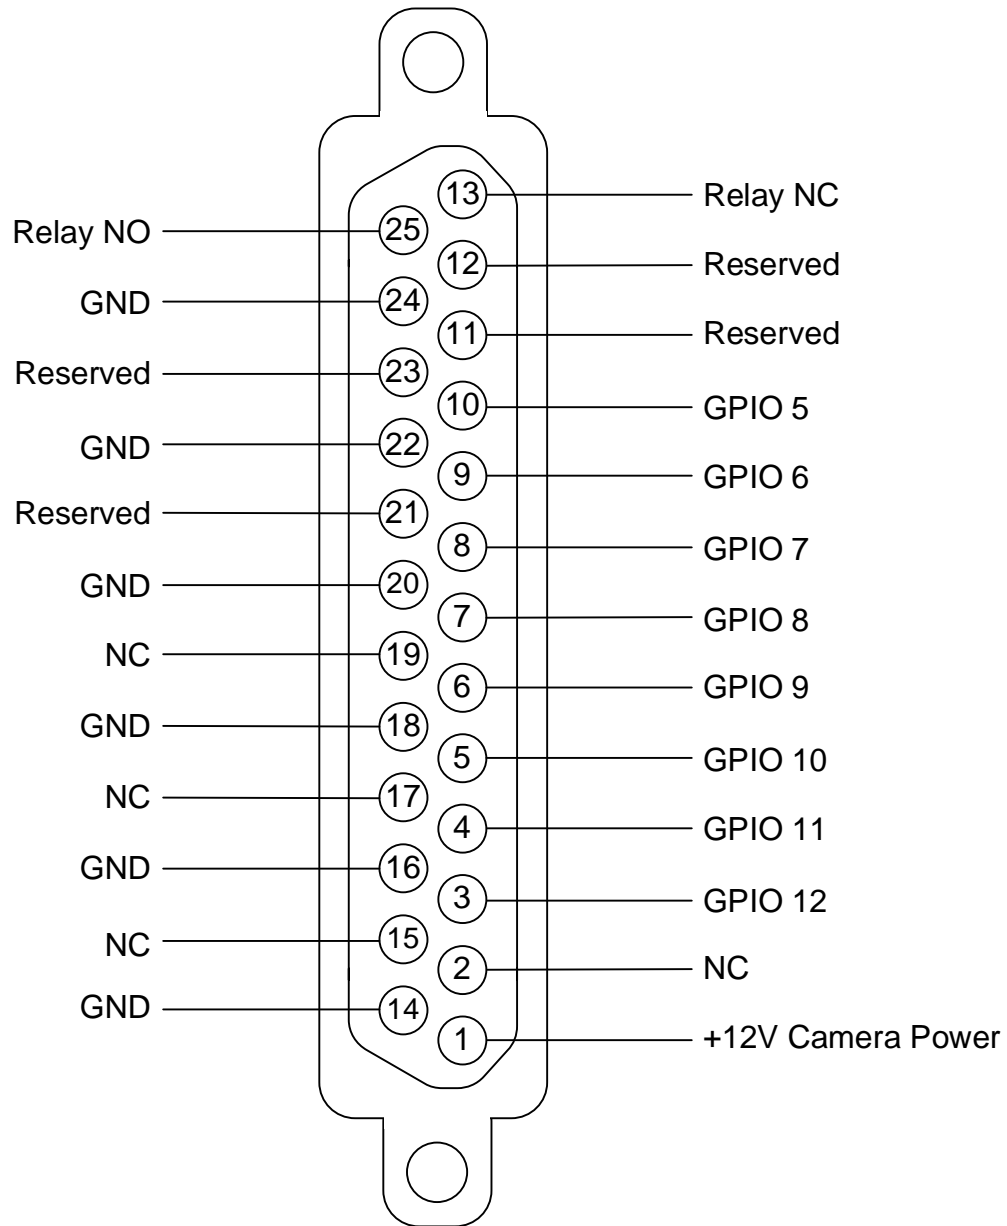 13 Relay NC
Relay NO 25
12 Reserved
GND 24
11 Reserved
Reserved 23
10 GPIO 5
GND 22
9 GPIO 6
Reserved 21
8 GPIO 7
GND 20
7 GPIO 8
NC 19
6 GPIO 9
GND 18
5 GPIO 10
NC 17
4 GPIO 11
GND 16
3 GPIO 12
NC 15
2 NC
GND 14
1 +12V Camera Power